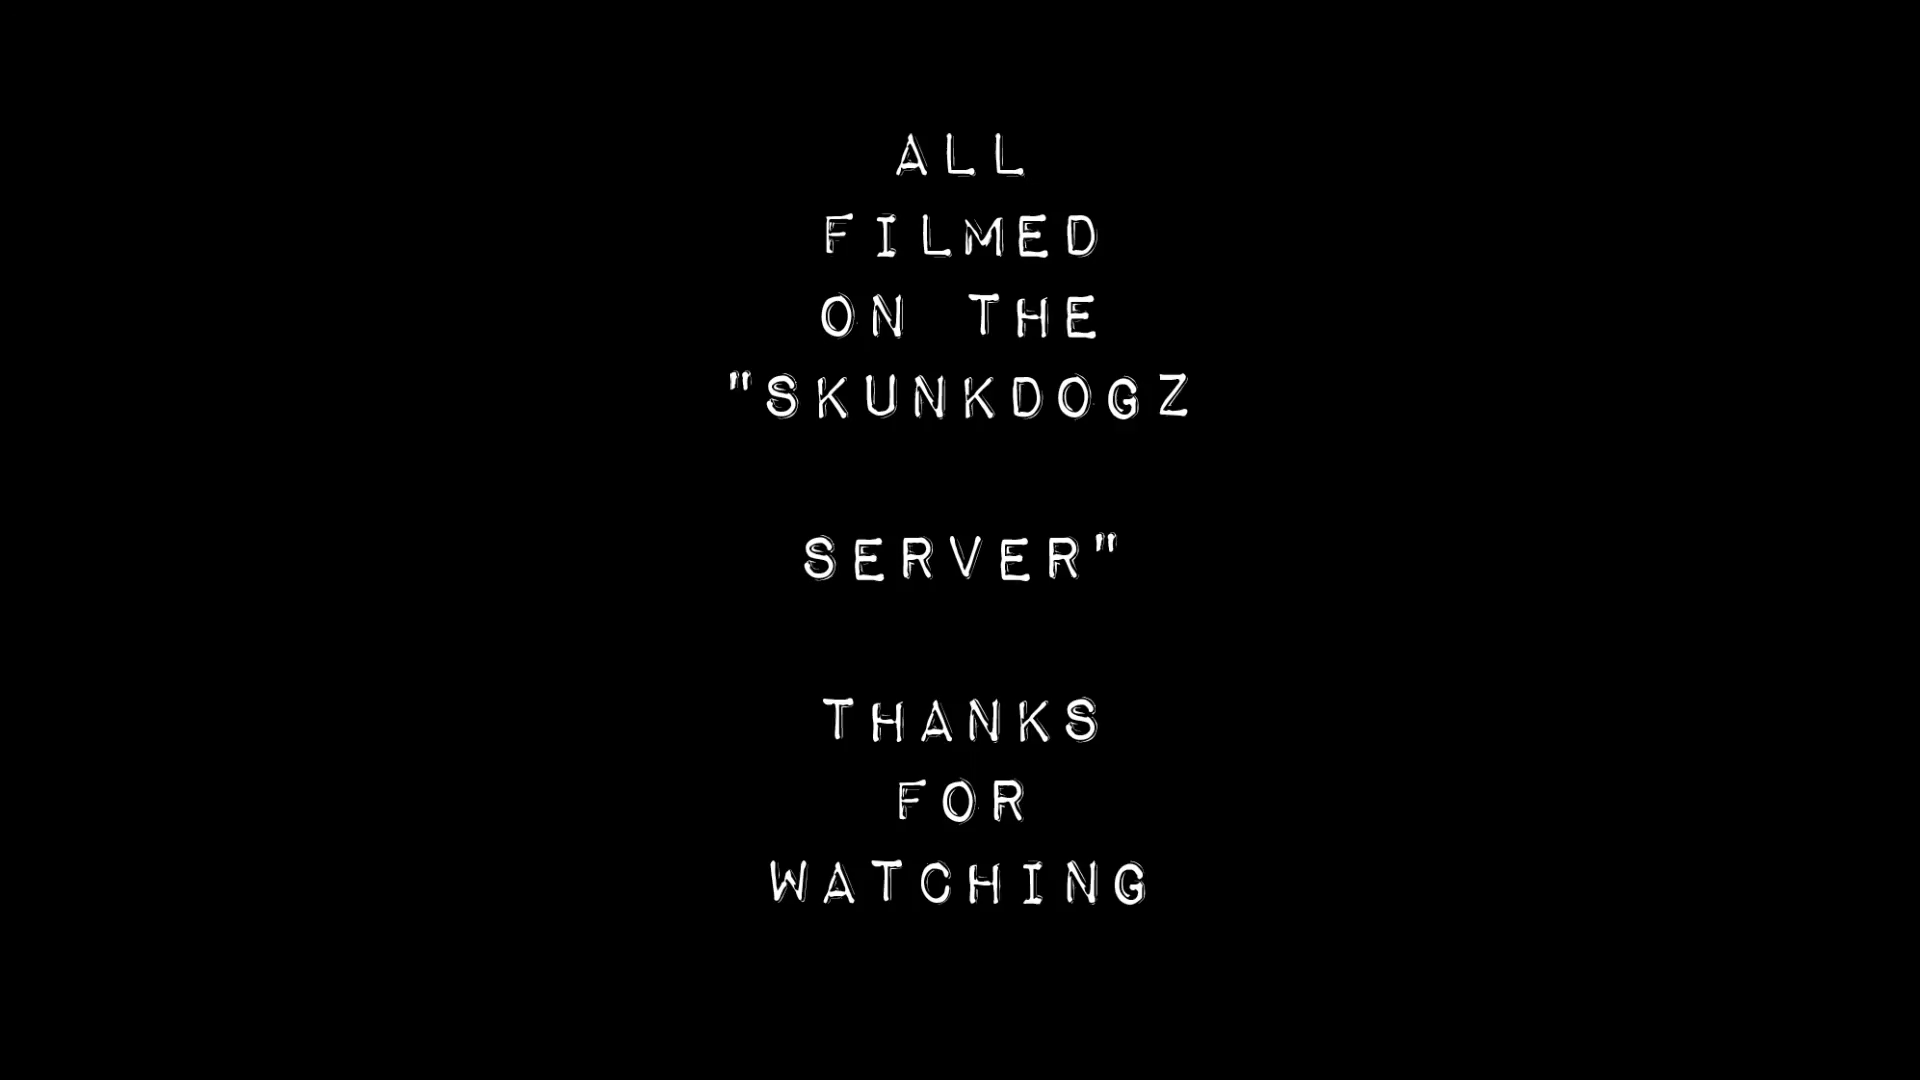 ALL
FILMED
ON THE
"SKUNKDOGZ
SERVER"
THANKS
FOR
WATCHING